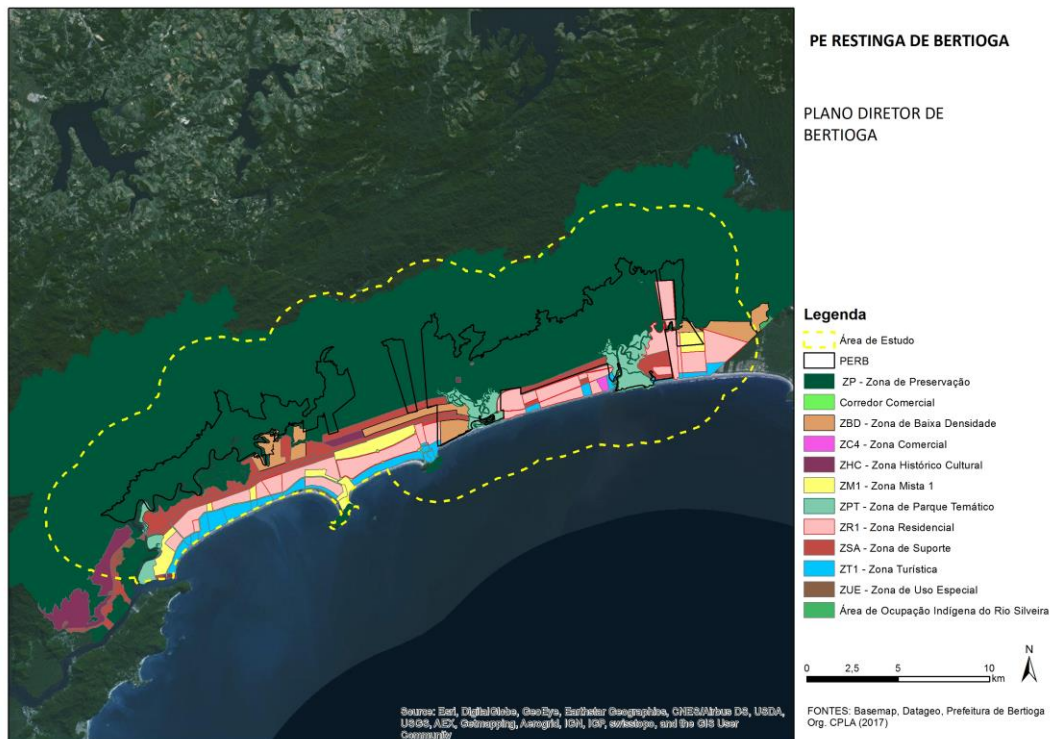 PE RESTINGA DE BERTIOGA
PLANO DIRETOR DE
BERTIOGA
Legenda
Área de Estudo
PERB
ZP - Zona de Preservação
Corredor Comercial
ZBD - Zona de Baixa Densidade
ZC4 - Zona Comercial
ZHC - Zona Histórico Cultural
ZM1 - Zona Mista 1
ZPT - Zona de Parque Temático
ZR1 - Zona Residencial
ZSA - Zona de Suporte
ZT1 - Zona Turística
ZUE - Zona de Uso Especial
Área de Ocupação Indígena do Rio Silveira
N
0 2,5 5 10
km
FONTES: Basemap, Datageo, Prefeitura de Bertioga
Org. CPLA (2017)
Source: Esri, DigitalGlobe, GeoEye, Earthstar Geographics, CNES/Airbus DS, USDA,
USGS, AEX, Getmapping, Aerogrid, IGN, IGP, swisstopo, and the GIS User
Community